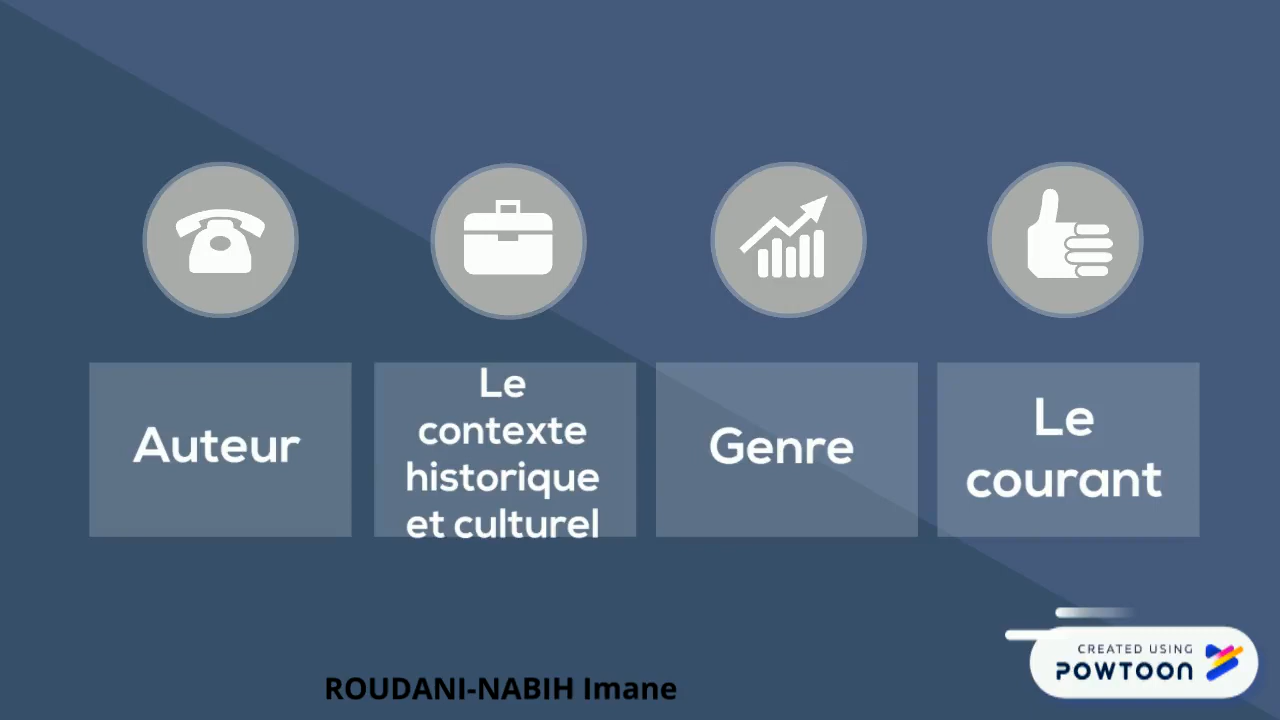 Auteur
Le
contexte
historique
et culturel
Genre
Le
courant
CREATED USING
POWTOON
ROUDANI-NABIH Imane